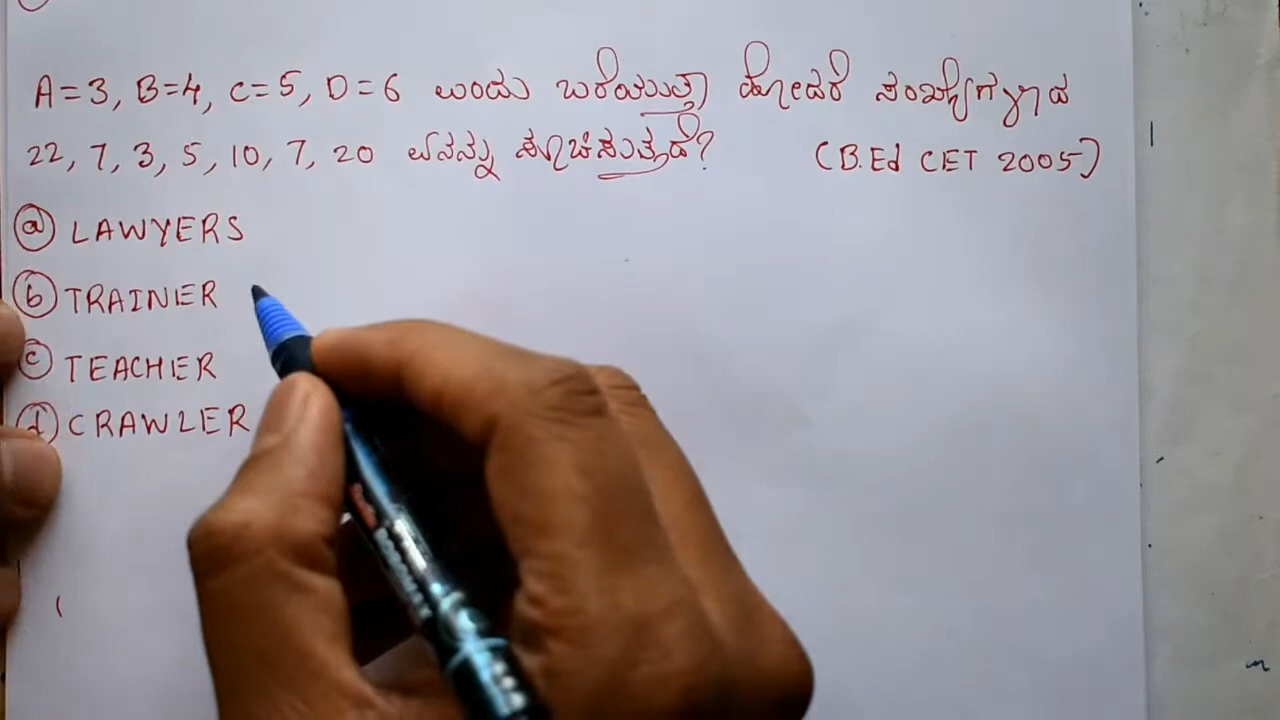 A=3, B=4, C=5, D=6 ಎಂದು ಬರೆಯುತ್ತಾ ಹೋದರೆ ಸಂಖ್ಯೆಗಳಾದ
22, 7, 3, 5, 10, 7, 20 ಏನನ್ನು ಸೂಚಿಸುತ್ತದೆ? (B.Ed CET 2005)
a LAWYERS
b TRAINER
c TEACHER
d CRAWLER